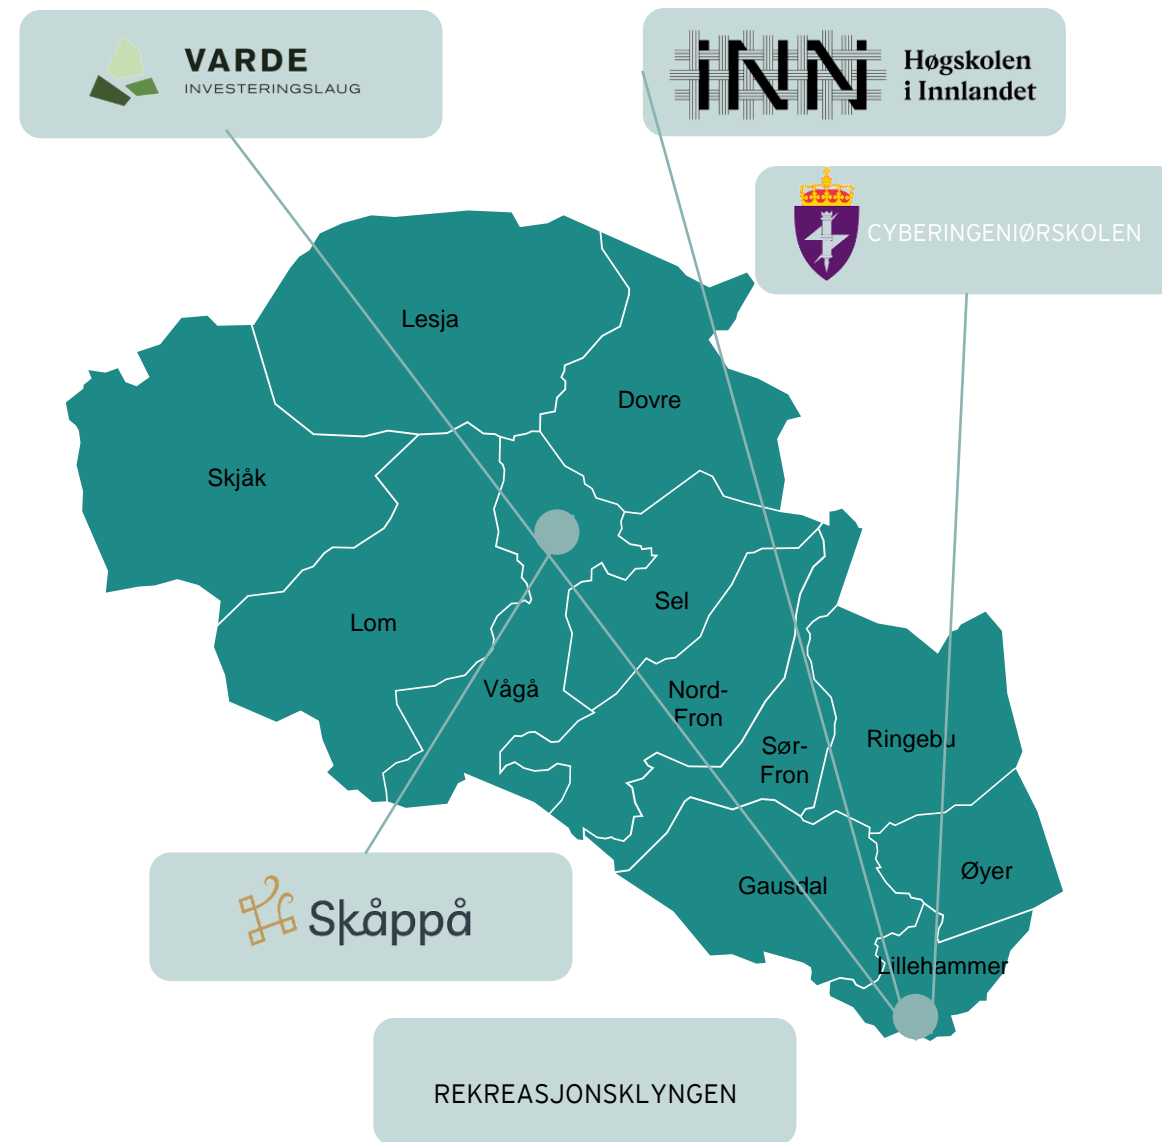 VARDE
INVESTERINGSLAUG
INN
Høgskolen
i Innlandet
CYBERINGENIØRSKOLEN
Lesja
Dovre
Skjåk
Sel
Lom
Vågå
Nord-
Fron
Sør-
Fron
Ringebu
Gausdal
Øyer
Skåppå
Lillehammer
REKREASJONSKLYNGEN